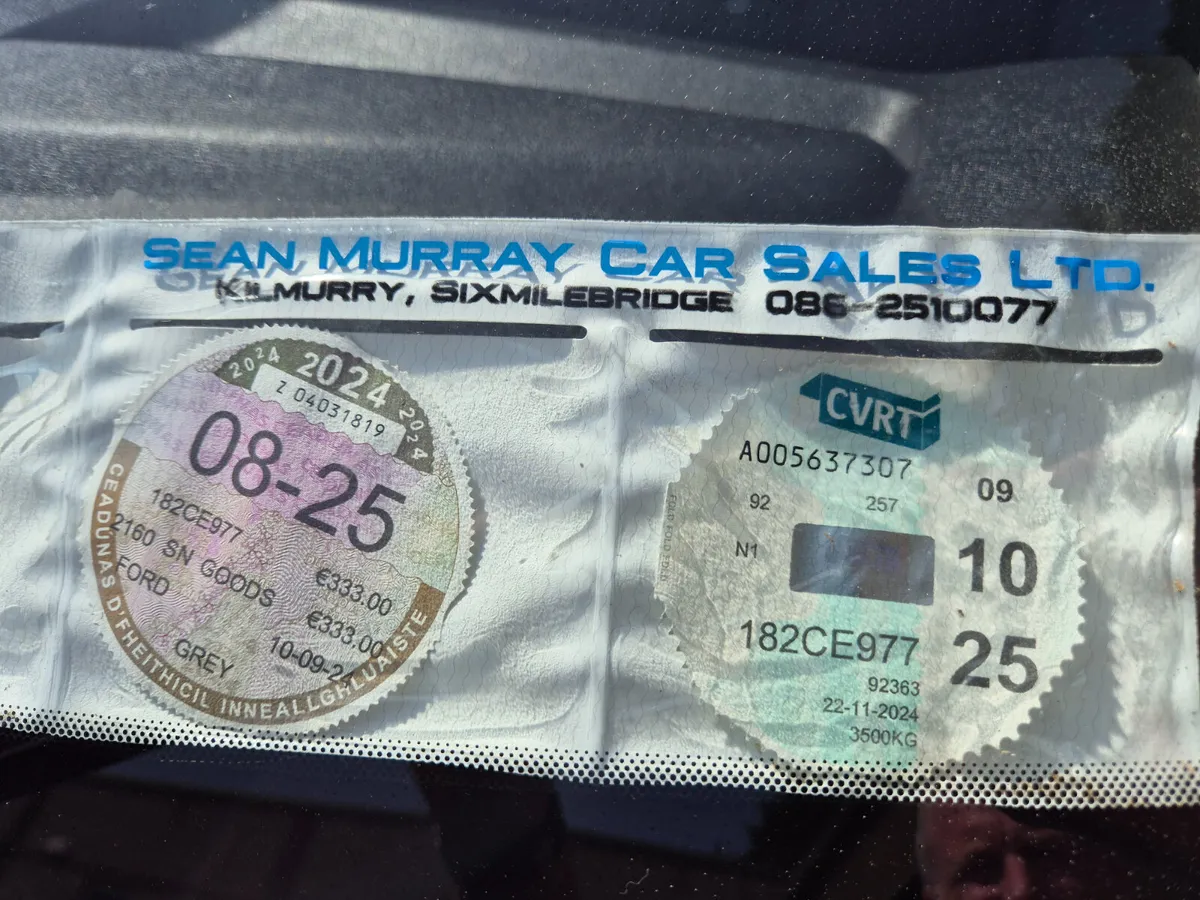 SEAN MURRAY CAR SALES LTD.
KILMURRY, SIXMILEBRIDGE 086-2510077
2024 2024 2024
Z 04031819
08-25
182CE977
2160 SN GOODS €333.00
FORD €333.00
GREY 10-09-24
CEADUNAS D'FHEITHICIL INNEALLGHLUAISTE
CVRT
A005637307
92 257 09
N1 10
182CE977 25
92363
22-11-2024
3500KG